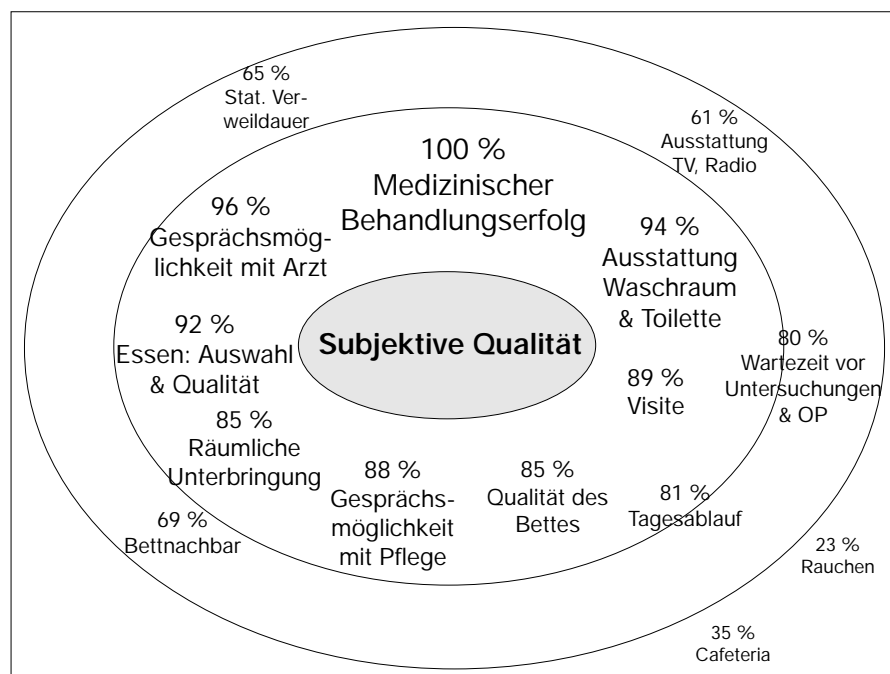 65 %
Stat. Ver-
weildauer
61 %
Ausstattung
TV, Radio
100 %
Medizinischer
Behandlungserfolg
96 %
Gesprächsmög-
lichkeit mit Arzt
94 %
Ausstattung
Waschraum
& Toilette
92 %
Essen: Auswahl
& Qualität
Subjektive Qualität
80 %
Wartezeit vor
Untersuchungen
& OP
89 %
Visite
85 %
Räumliche
Unterbringung
88 %
Gesprächs-
möglichkeit
mit Pflege
85 %
Qualität des
Bettes
81 %
Tagesablauf
69 %
Bettnachbar
23 %
Rauchen
35 %
Cafeteria